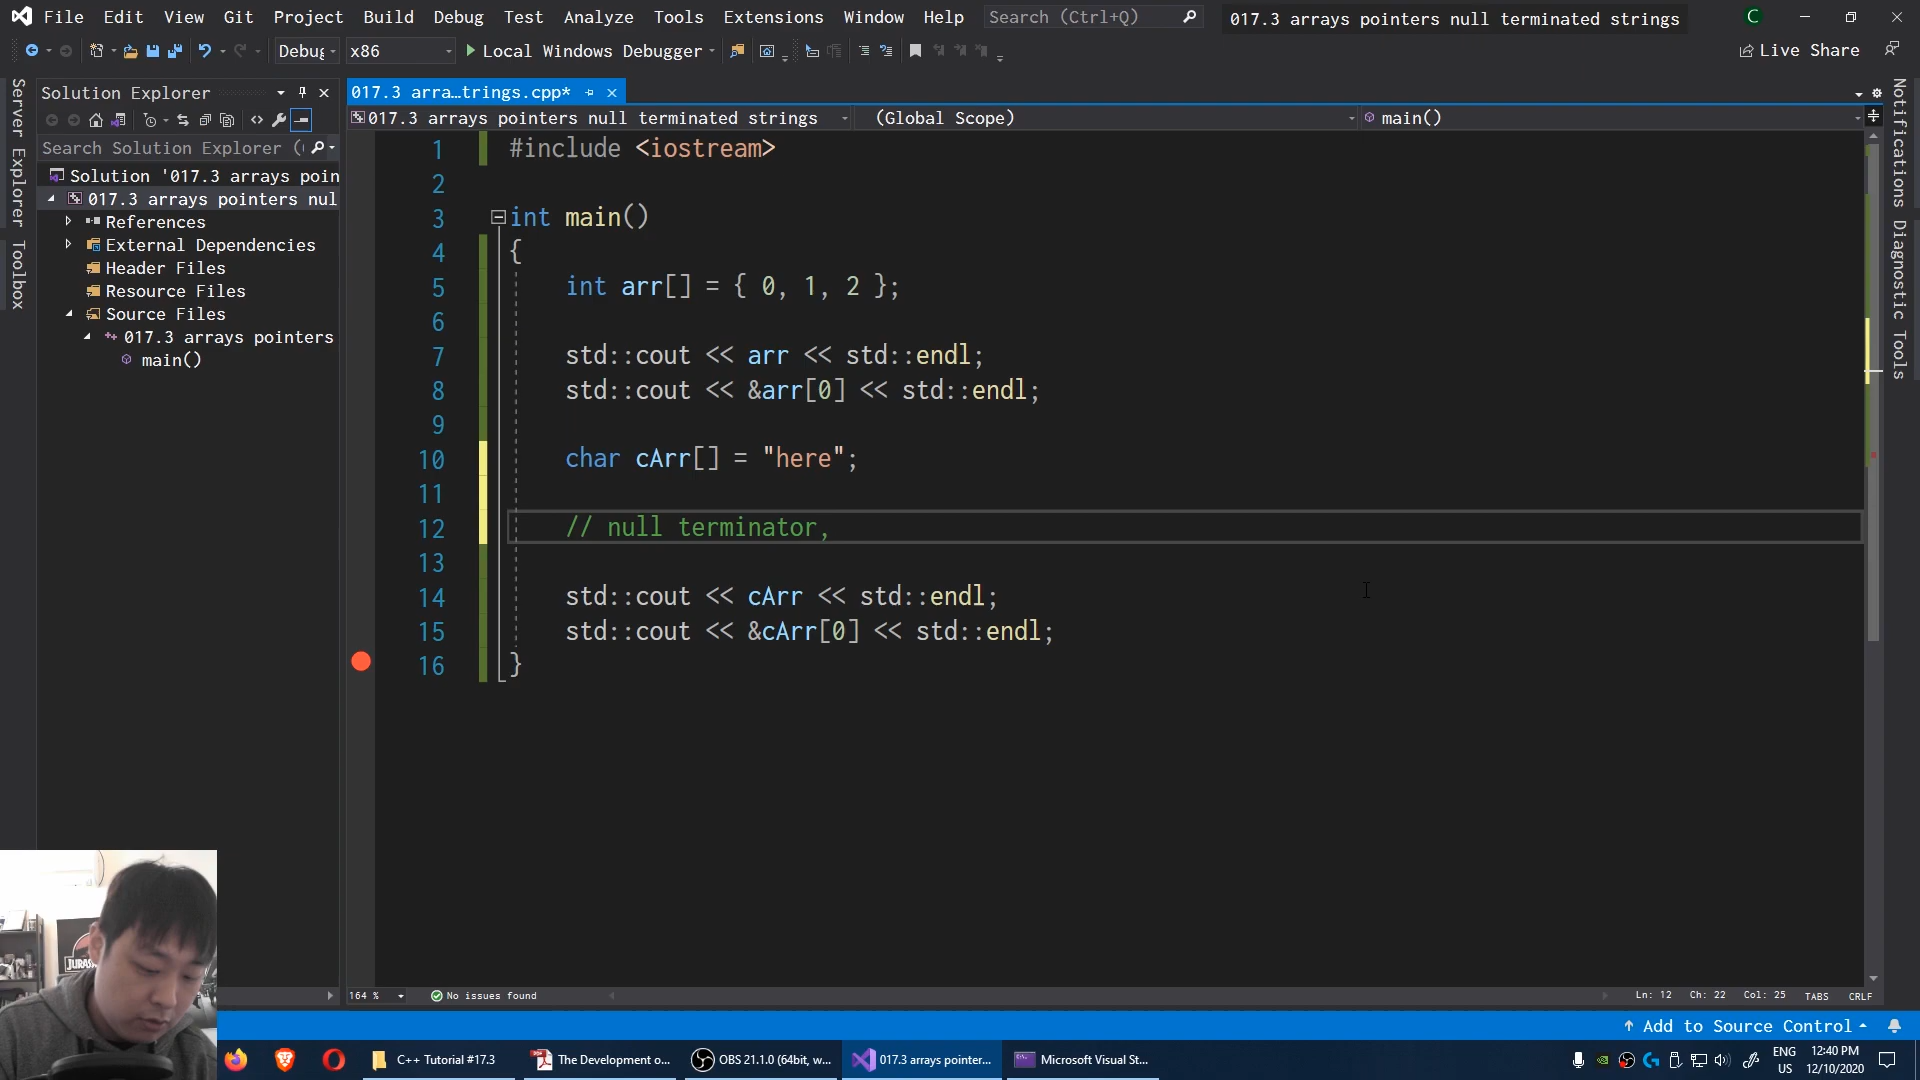 File Edit View Git Project Build Debug Test Analyze Tools Extensions Window Help Search (Ctrl+Q) 017.3 arrays pointers null terminated strings C
Debug x86 Local Windows Debugger Live Share
Server Explorer Toolbox
Solution Explorer
Search Solution Explorer (
Solution '017.3 arrays poin
017.3 arrays pointers nul
References
External Dependencies
Header Files
Resource Files
Source Files
017.3 arrays pointers
main()
017.3 arra…trings.cpp*
017.3 arrays pointers null terminated strings (Global Scope) main()
1 #include <iostream>
2
3 int main()
4 {
5 int arr[] = { 0, 1, 2 };
6
7 std::cout << arr << std::endl;
8 std::cout << &arr[0] << std::endl;
9
10 char cArr[] = "here";
11
12 // null terminator,
13
14 std::cout << cArr << std::endl;
15 std::cout << &cArr[0] << std::endl;
16 }
Notifications Diagnostic Tools
JURAS
164 % No issues found Ln: 12 Ch: 22 Col: 25 TABS CRLF
Add to Source Control
C++ Tutorial #17.3 The Development o... OBS 21.1.0 (64bit, w... 017.3 arrays pointer... Microsoft Visual St... ENG US 12:40 PM 12/10/2020